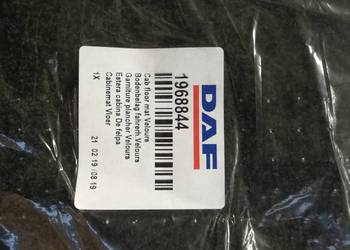 DAF
1968844
Cab floor mat Velours
Bodenbelag fahrerh.Velours
Garniture plancher Velours
Estera cabina De felpa
Cabinemat Vloer
1X
21 02 19 / 08:19